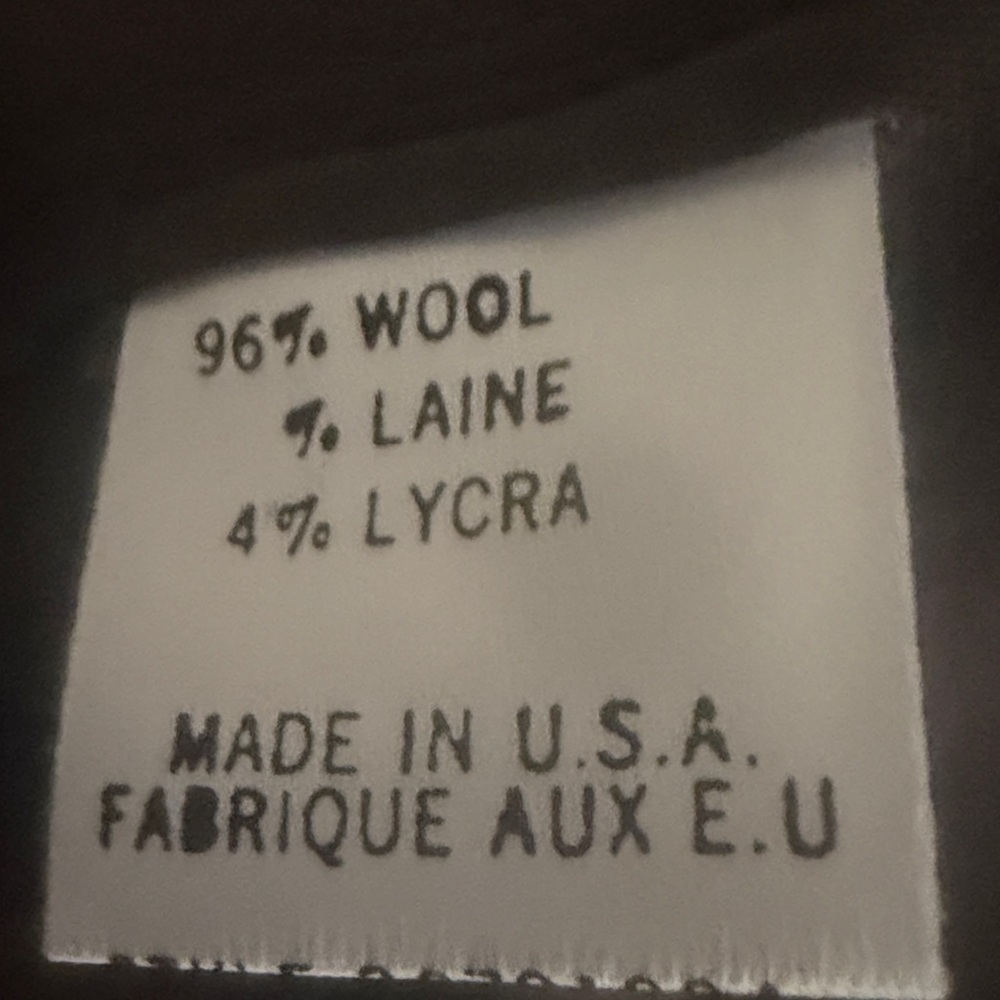 96% WOOL
% LAINE
4% LYCRA
MADE IN U.S.A.
FABRIQUE AUX E.U